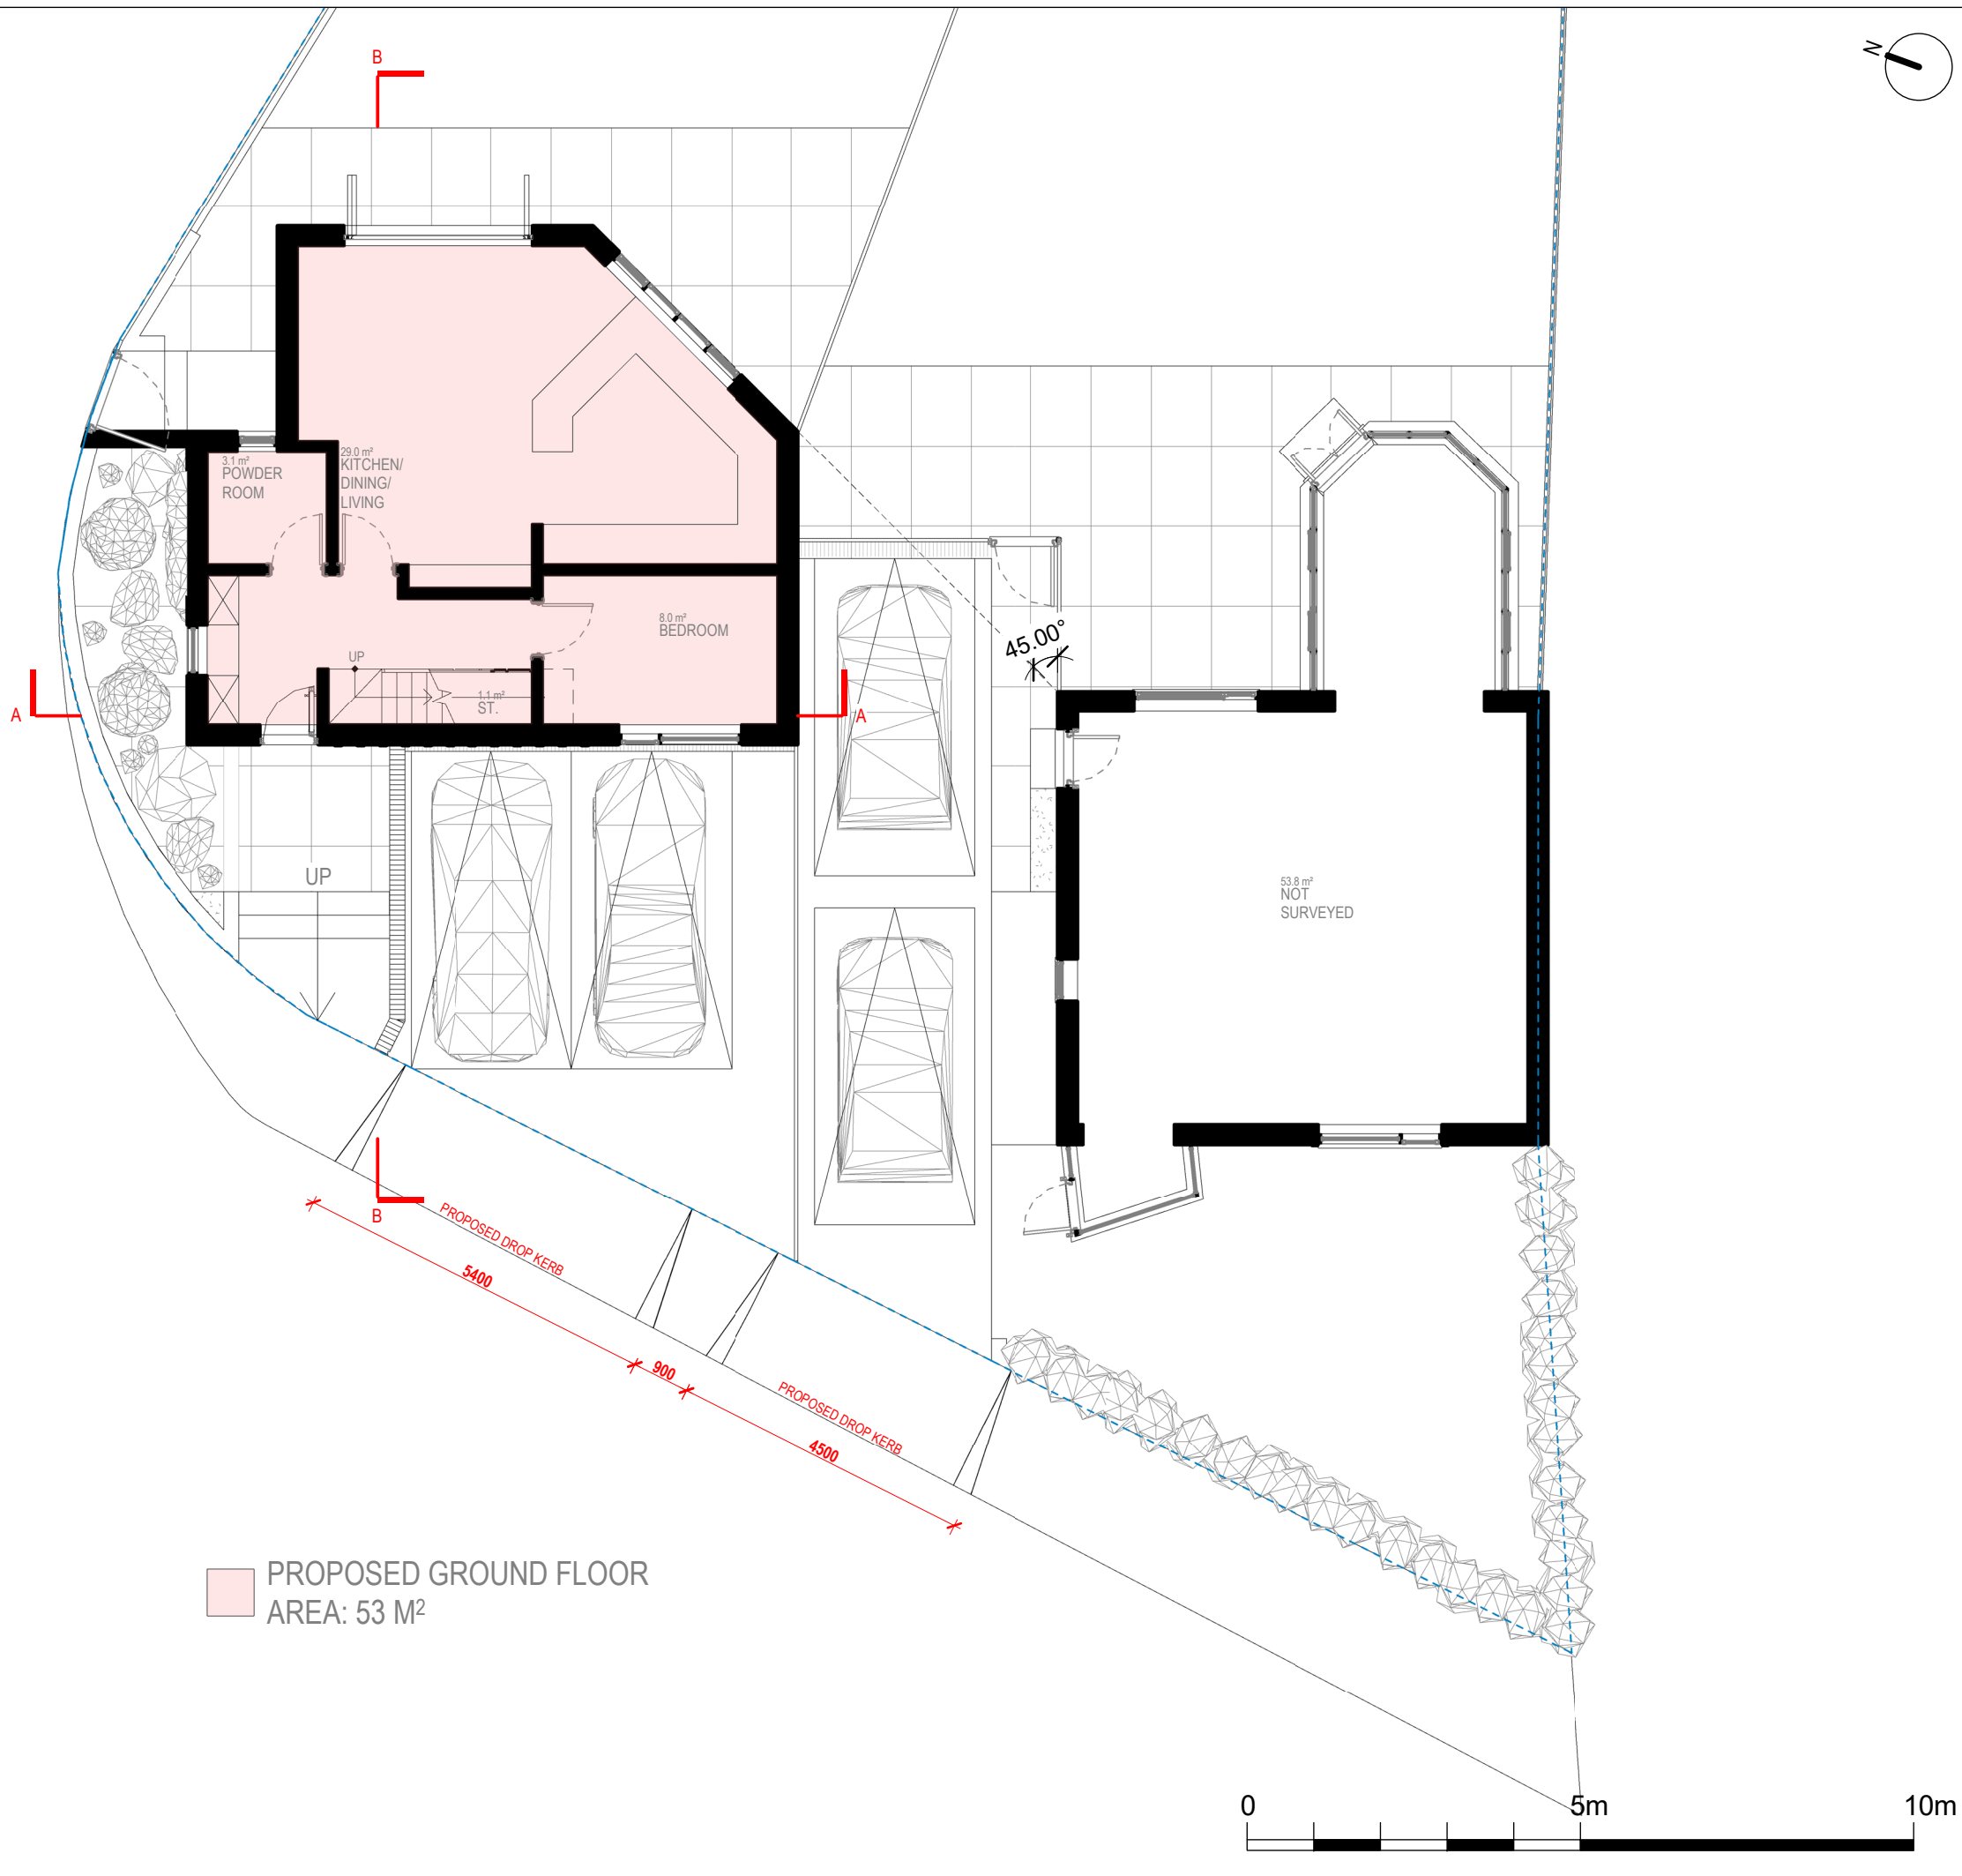 B
N
29.0 m²
KITCHEN/
DINING/
LIVING
3.1 m²
POWDER
ROOM
8.0 m²
BEDROOM
45.00°
UP
1.1 m²
ST.
A
A
UP
53.8 m²
NOT
SURVEYED
B
PROPOSED DROP KERB
5400
900
PROPOSED DROP KERB
4500
PROPOSED GROUND FLOOR
AREA: 53 M²
0 5m 10m